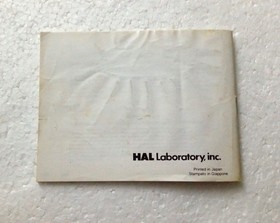 HAL Laboratory, inc.
Printed in Japan
Stampato in Giappone